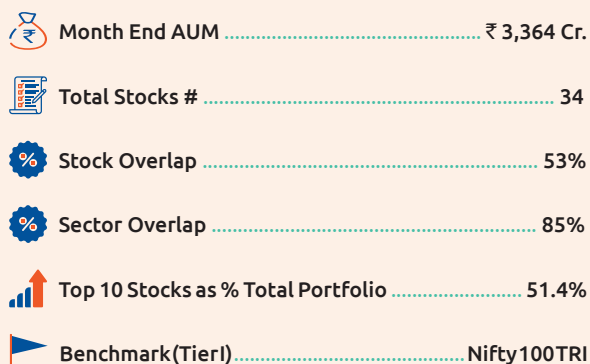 Month End AUM ₹ 3,364 Cr.
Total Stocks # 34
Stock Overlap 53%
Sector Overlap 85%
Top 10 Stocks as % Total Portfolio 51.4%
Benchmark(TierI) Nifty100TRI